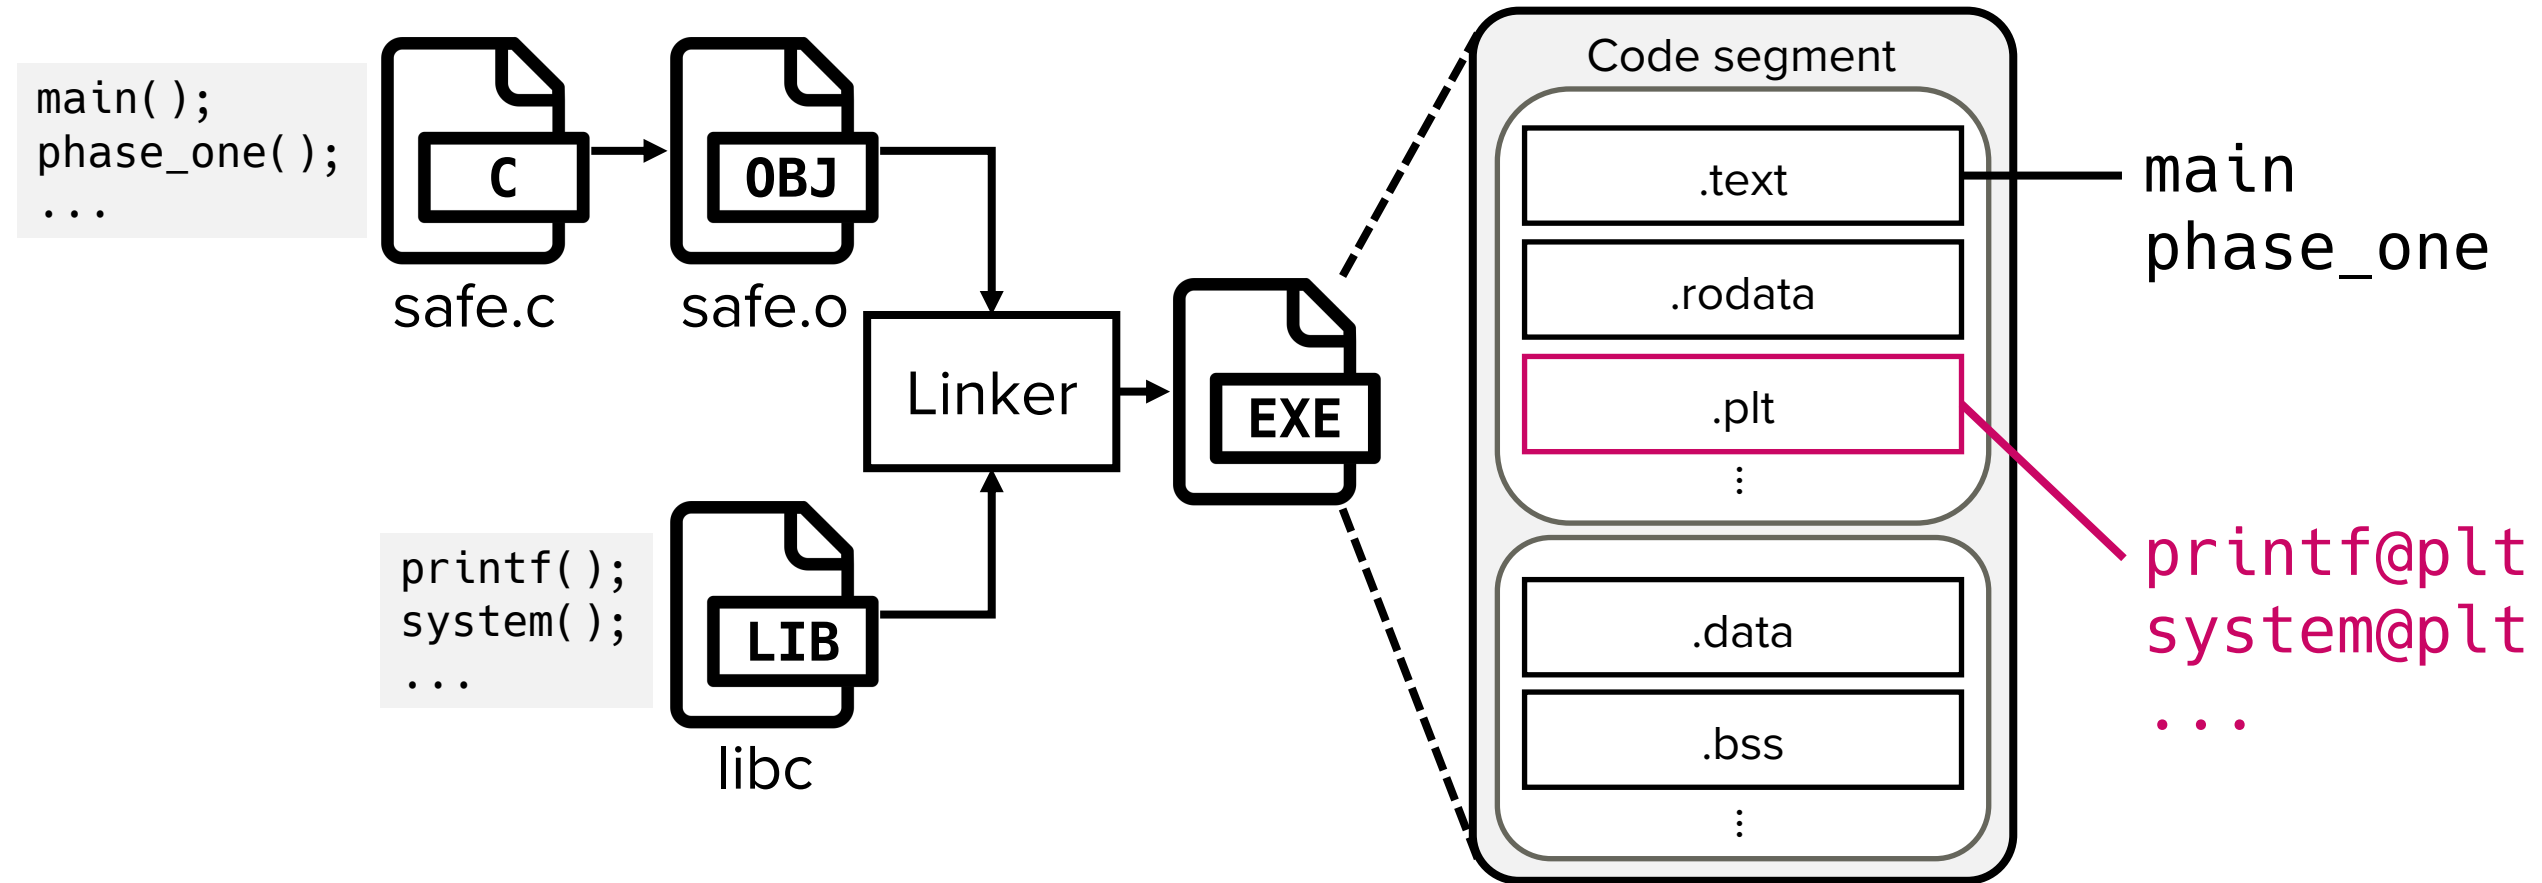 main();
phase_one();
...
C
safe.c
OBJ
safe.o
Linker
printf();
system();
...
LIB
libc
EXE
Code segment
.text
.rodata
.plt
⋮
.data
.bss
⋮
main
phase_one
printf@plt
system@plt
...